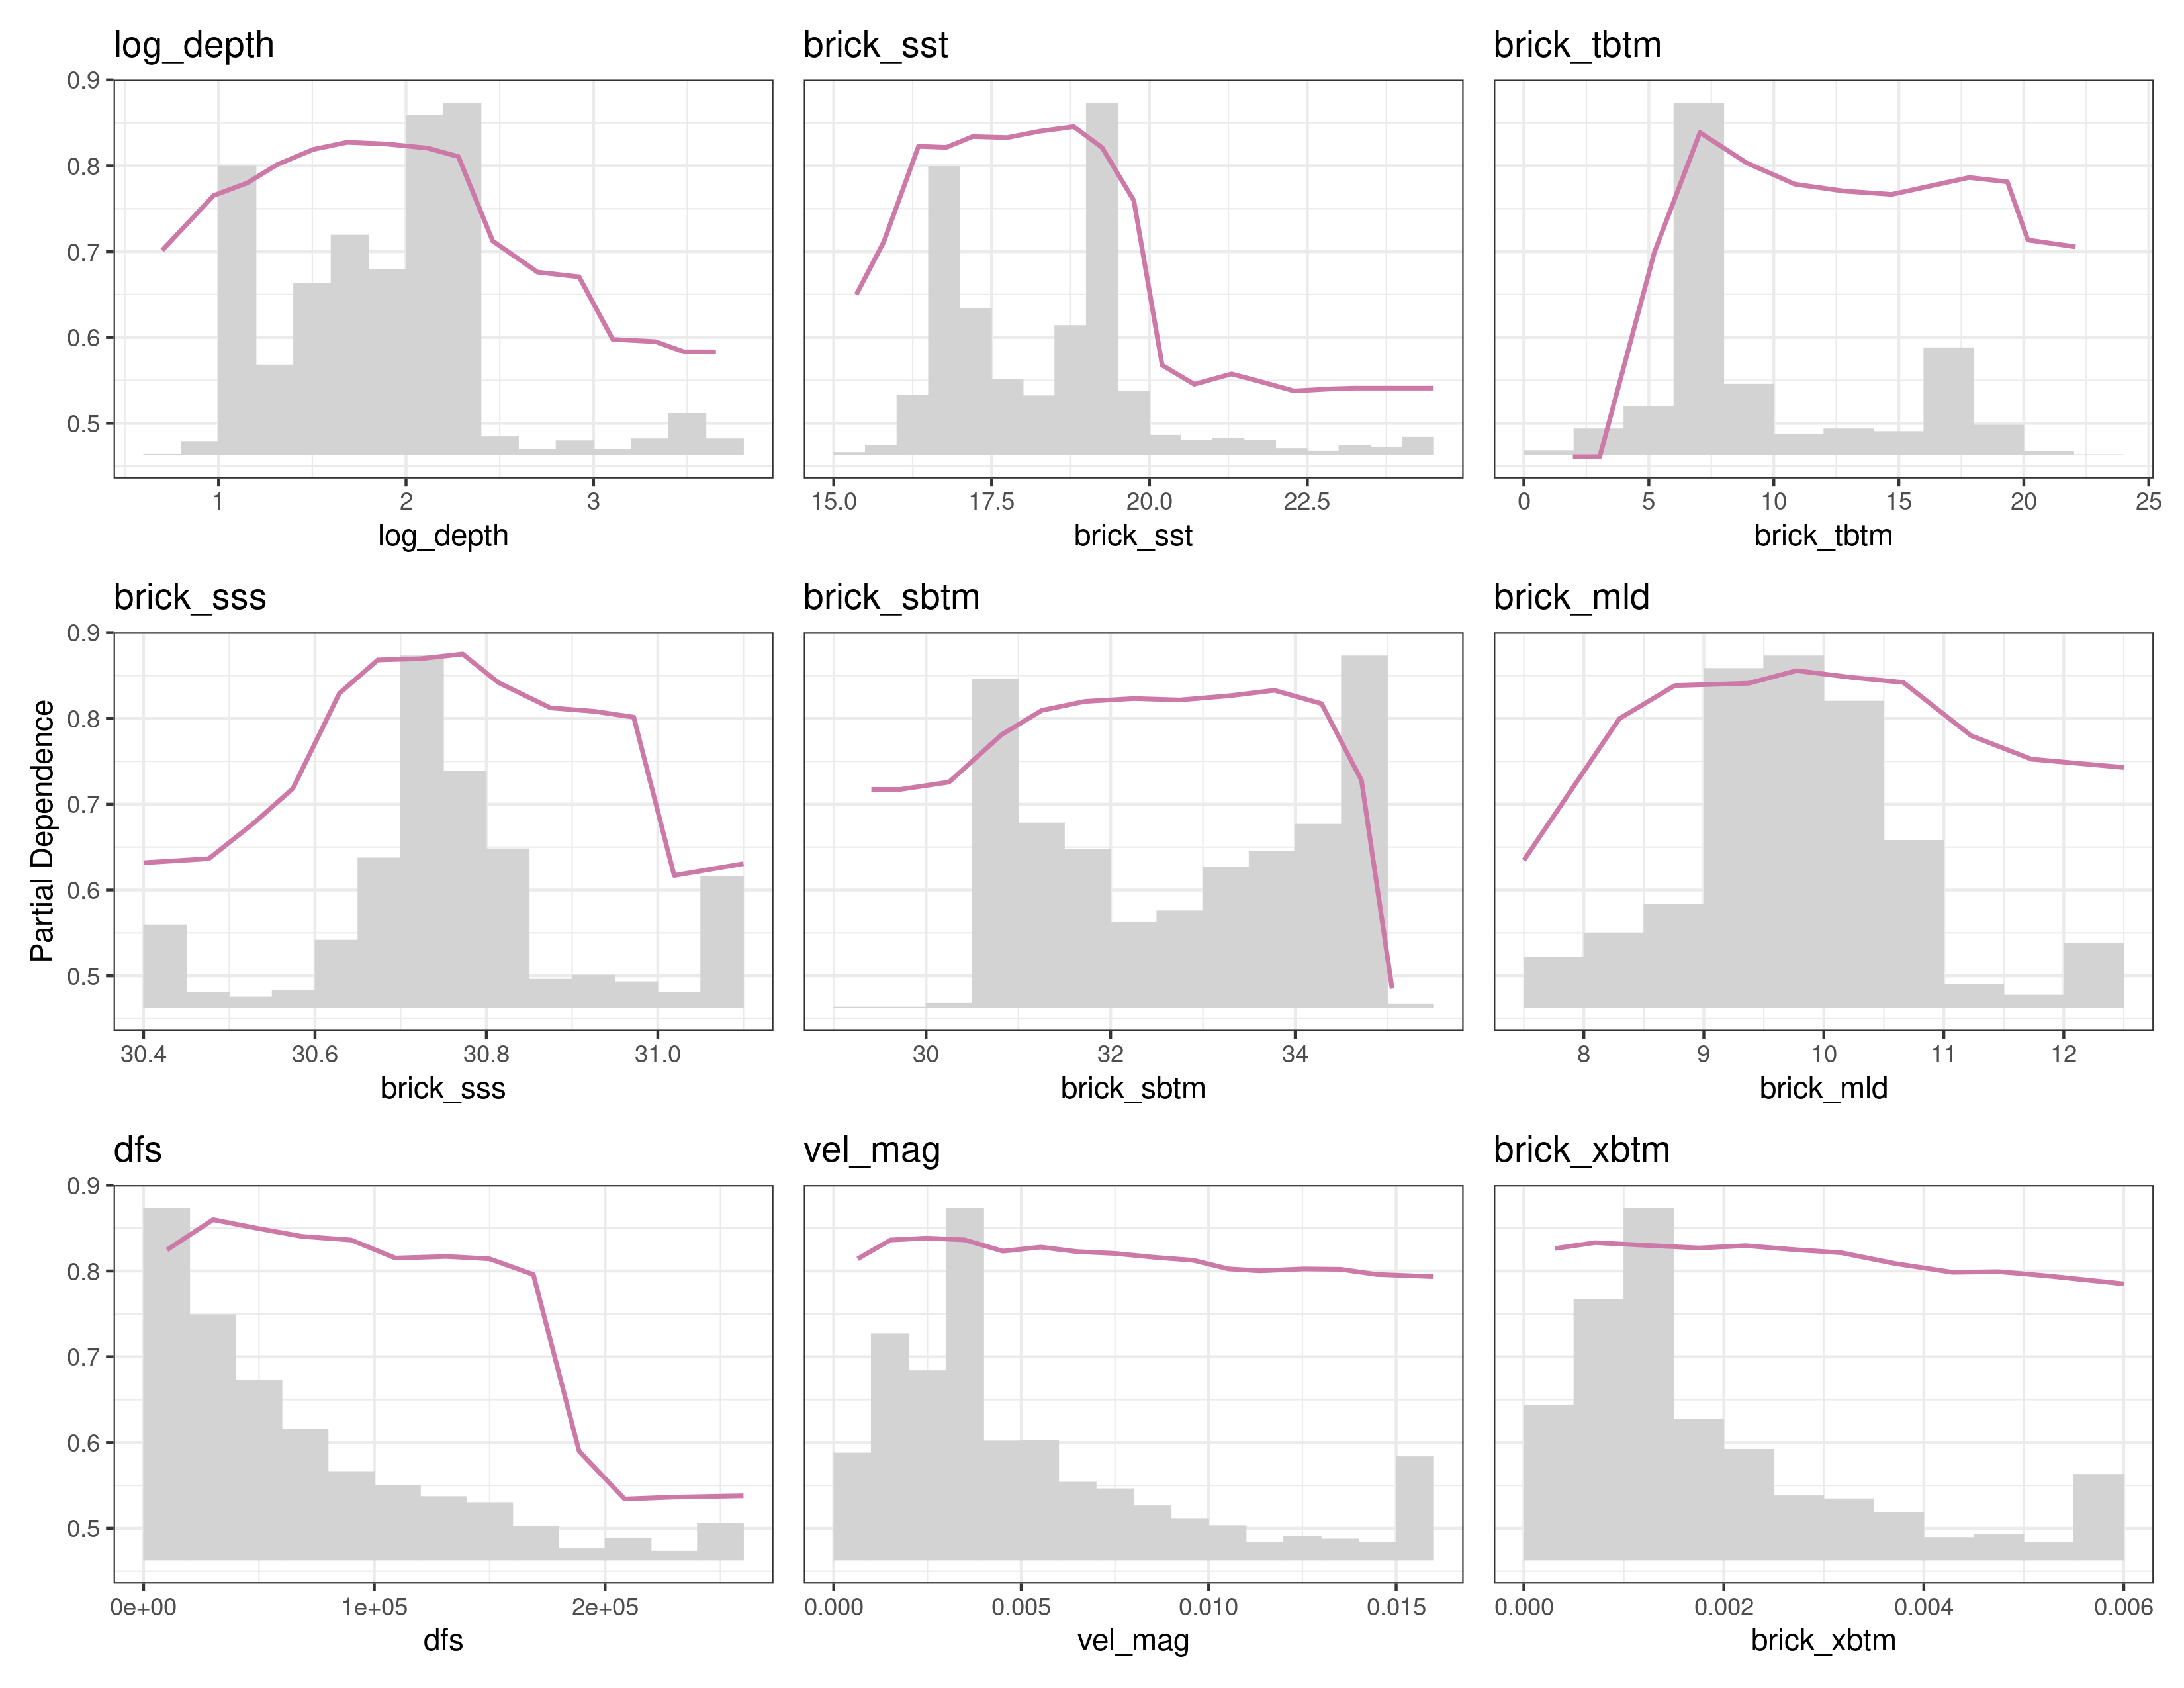 log_depth
brick_sst
brick_tbtm
0.9
0.8
0.7
0.6
0.5
1 2 3
15.0 17.5 20.0 22.5
0 5 10 15 20 25
log_depth
brick_sst
brick_tbtm
brick_sss
brick_sbtm
brick_mld
Partial Dependence
0.9
0.8
0.7
0.6
0.5
30.4 30.6 30.8 31.0
30 32 34
8 9 10 11 12
brick_sss
brick_sbtm
brick_mld
dfs
vel_mag
brick_xbtm
0.9
0.8
0.7
0.6
0.5
0e+00 1e+05 2e+05
0.000 0.005 0.010 0.015
0.000 0.002 0.004 0.006
dfs
vel_mag
brick_xbtm